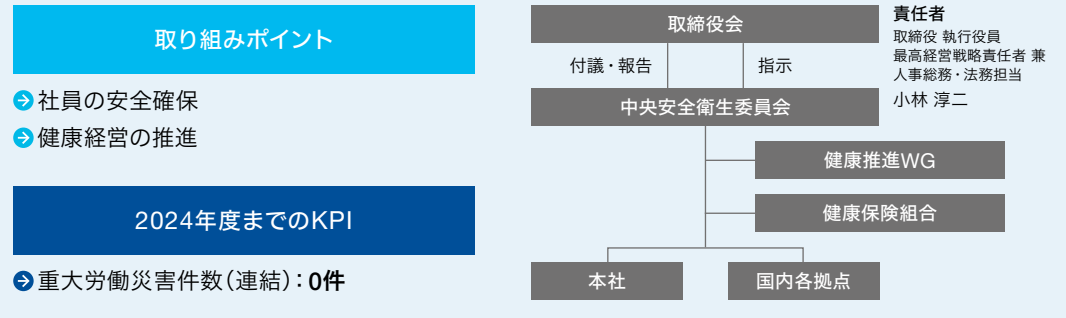 取り組みポイント
社員の安全確保
健康経営の推進
2024年度までのKPI
重大労働災害件数（連結）：0件
取締役会
付議・報告
指示
中央安全衛生委員会
健康推進WG
健康保険組合
本社
国内各拠点
責任者
取締役 執行役員
最高経営戦略責任者 兼
人事総務・法務担当
小林 淳二